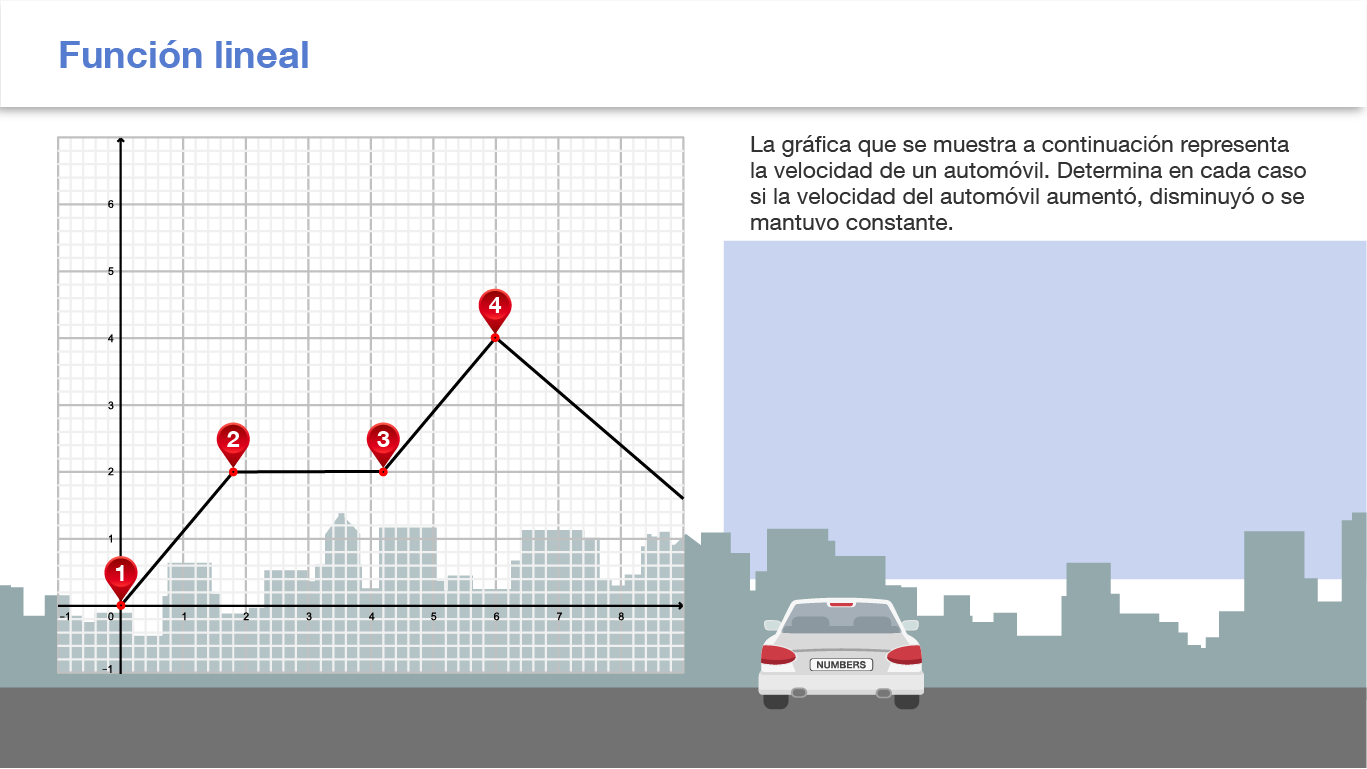 Función lineal
La gráfica que se muestra a continuación representa
la velocidad de un automóvil. Determina en cada caso
si la velocidad del automóvil aumentó, disminuyó o se
mantuvo constante.
6
5
4
3
2
1
-1
-1 0 1 2 3 4 5 6 7 8
1
2
3
4
NUMBERS